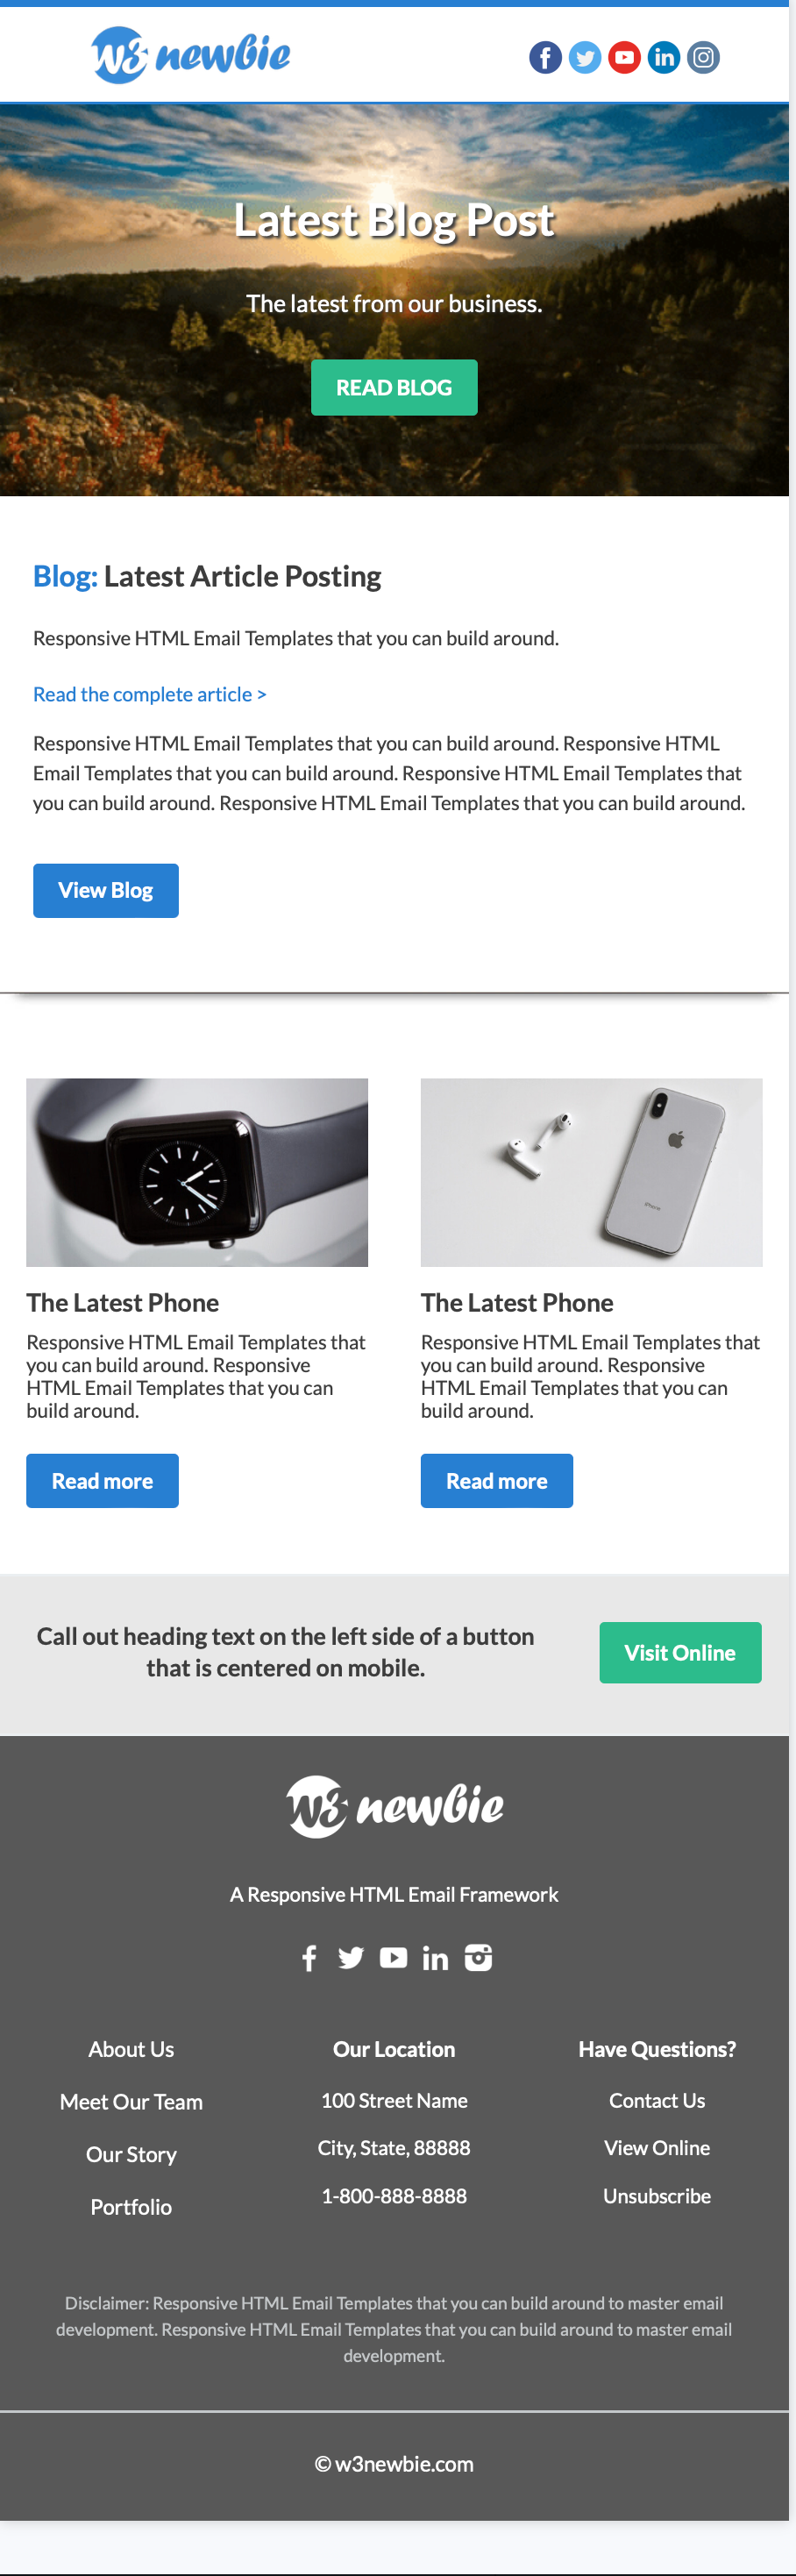 w3 newbie
Latest Blog Post
The latest from our business.
READ BLOG
Blog: Latest Article Posting
Responsive HTML Email Templates that you can build around.
Read the complete article >
Responsive HTML Email Templates that you can build around. Responsive HTML
Email Templates that you can build around. Responsive HTML Email Templates that
you can build around. Responsive HTML Email Templates that you can build around.
View Blog
iPhone
The Latest Phone
Responsive HTML Email Templates that
you can build around. Responsive
HTML Email Templates that you can
build around.
Read more
The Latest Phone
Responsive HTML Email Templates that
you can build around. Responsive
HTML Email Templates that you can
build around.
Read more
Call out heading text on the left side of a button
that is centered on mobile.
Visit Online
w3 newbie
A Responsive HTML Email Framework
About Us
Meet Our Team
Our Story
Portfolio
Our Location
100 Street Name
City, State, 88888
1-800-888-8888
Have Questions?
Contact Us
View Online
Unsubscribe
Disclaimer: Responsive HTML Email Templates that you can build around to master email
development. Responsive HTML Email Templates that you can build around to master email
development.
© w3newbie.com